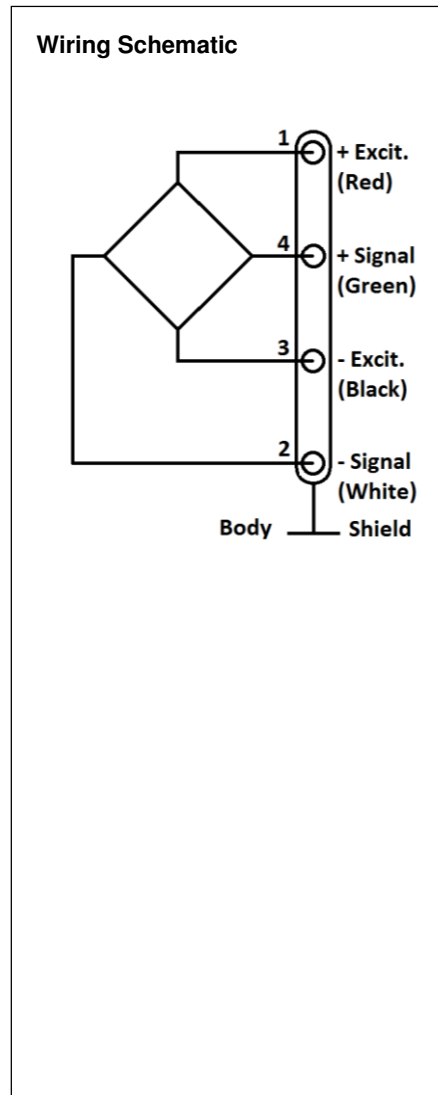 Wiring Schematic
1
+ Excit.
(Red)
4
+ Signal
(Green)
3
- Excit.
(Black)
2
- Signal
(White)
Body
Shield